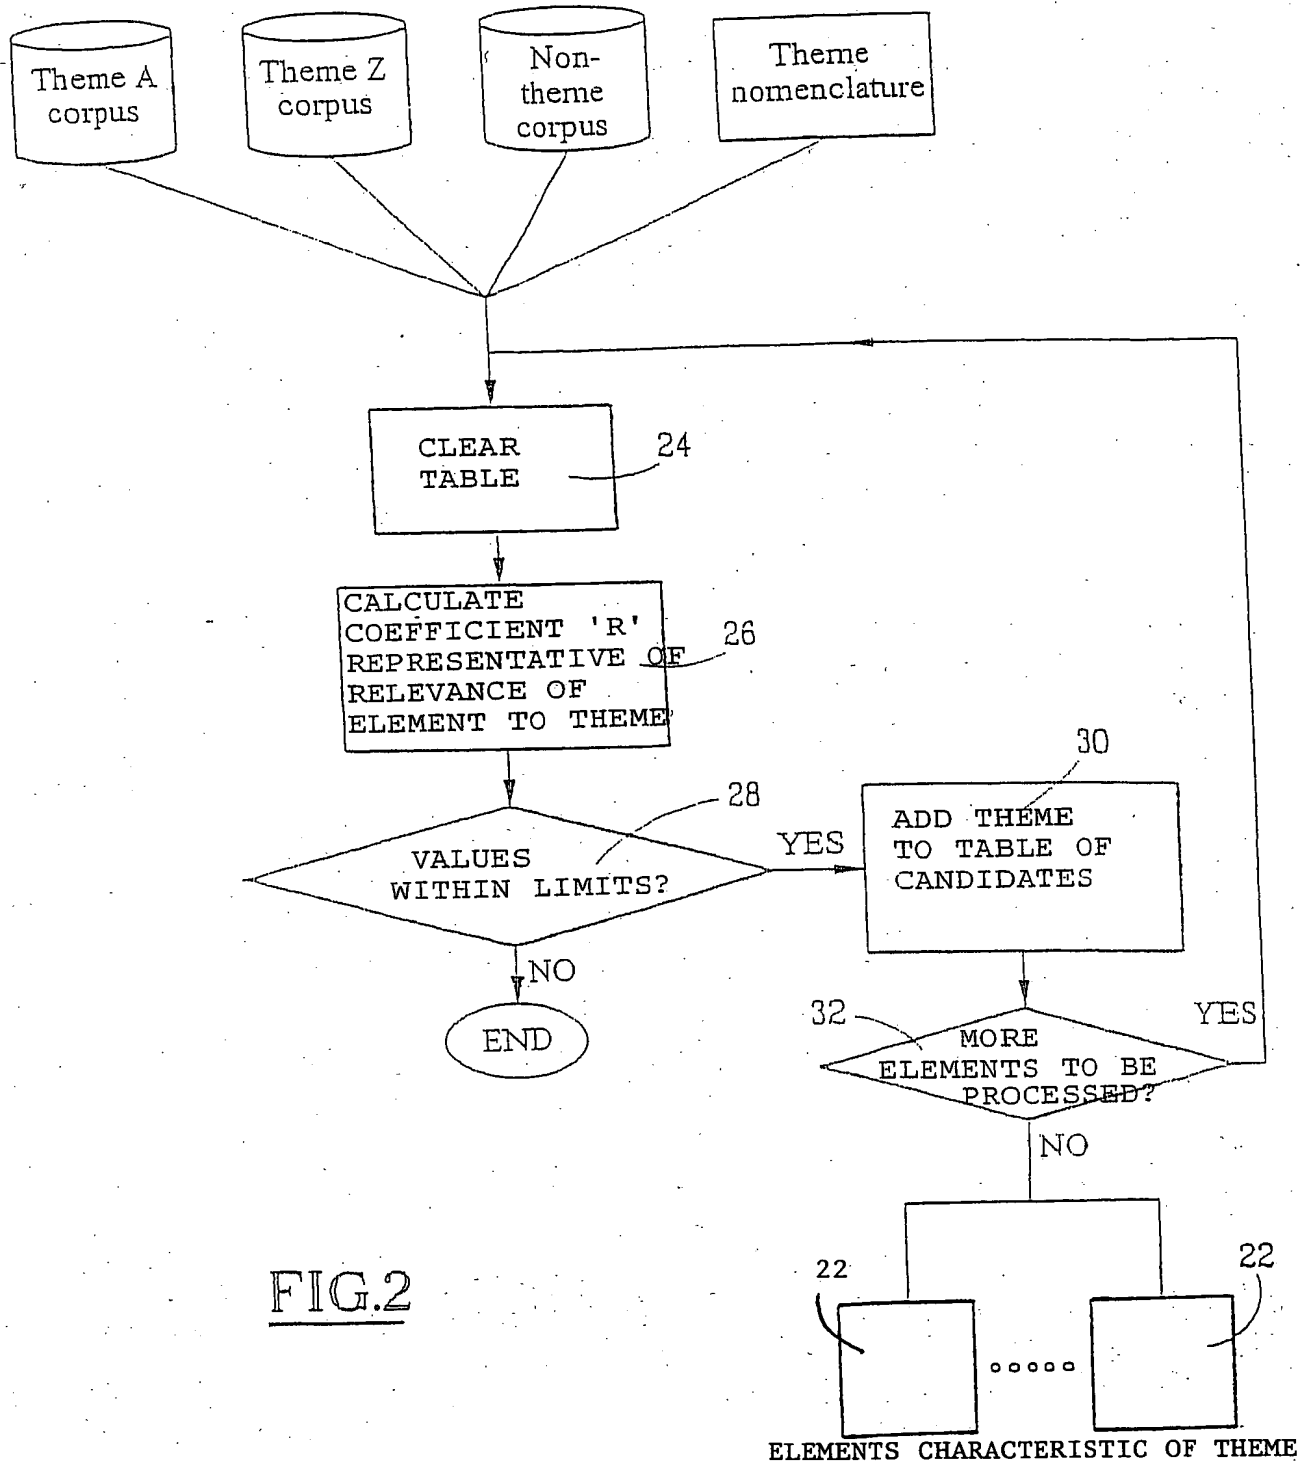 Theme A
corpus
Theme Z
corpus
Non-
theme
corpus
Theme
nomenclature
CLEAR
TABLE
24
CALCULATE
COEFFICIENT 'R'
REPRESENTATIVE OF
RELEVANCE OF
ELEMENT TO THEME
26
28
VALUES
WITHIN LIMITS?
YES
30
ADD THEME
TO TABLE OF
CANDIDATES
NO
END
32
MORE
ELEMENTS TO BE
PROCESSED?
YES
NO
22
22
FIG.2
ELEMENTS CHARACTERISTIC OF THEME